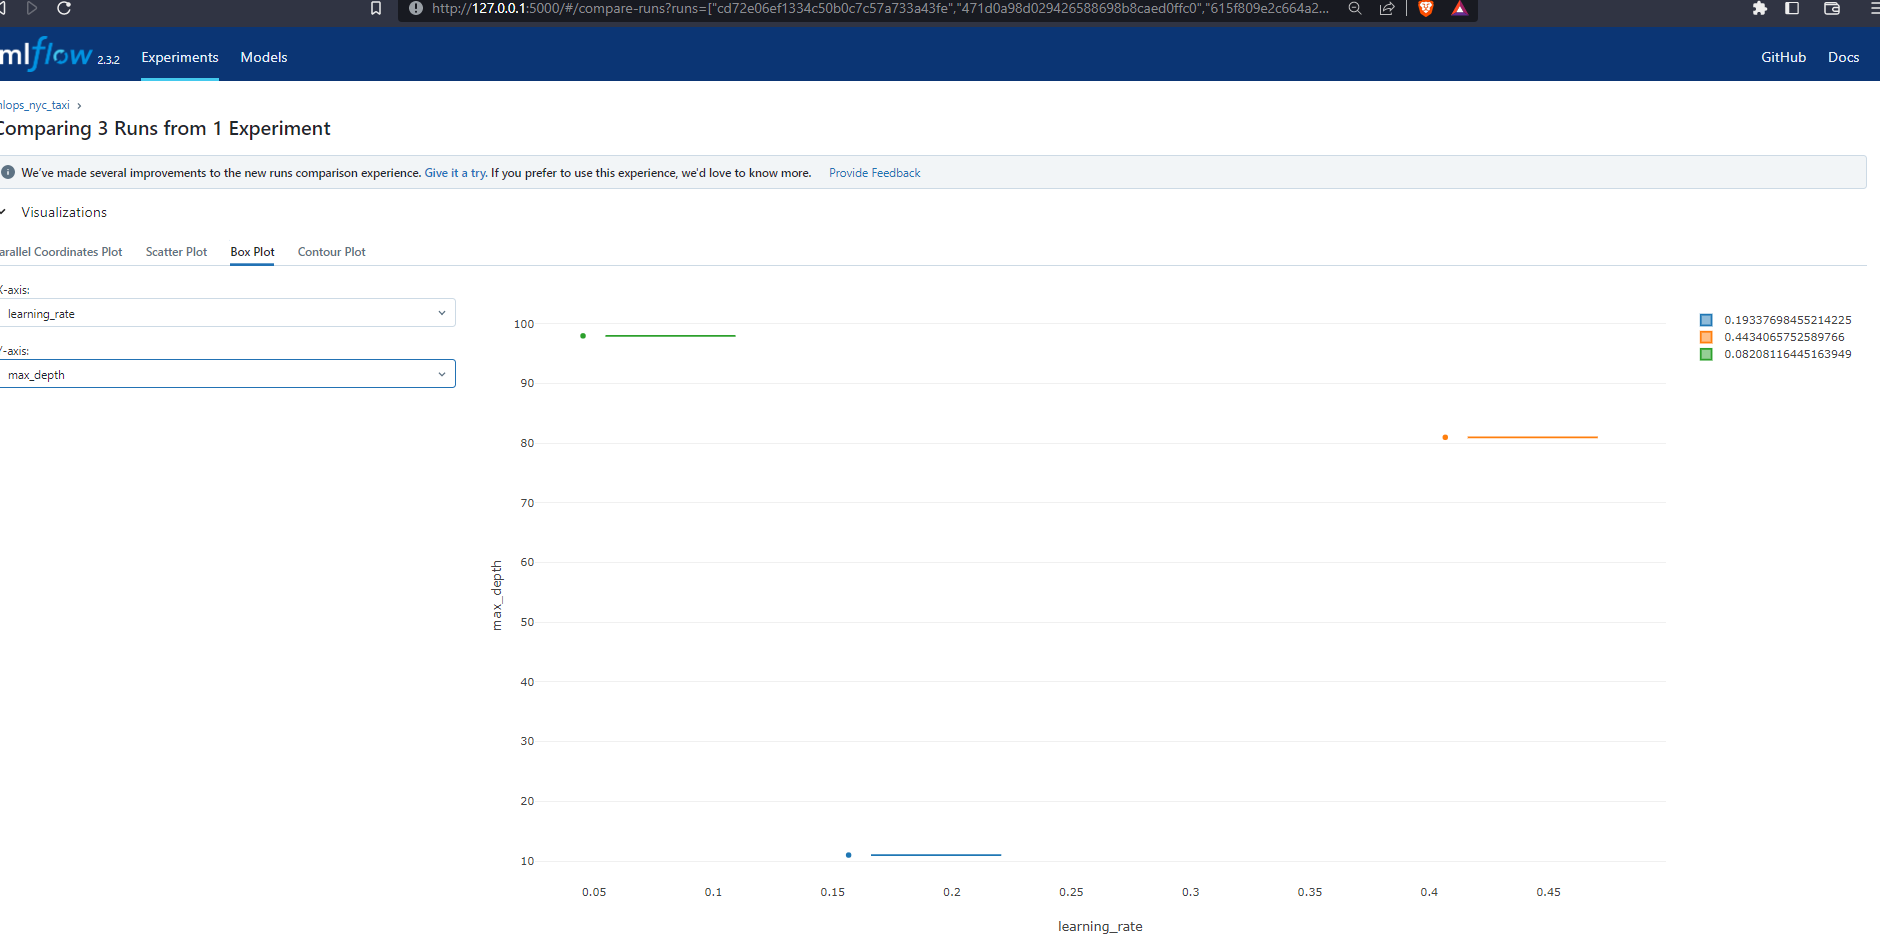 http://127.0.0.1:5000/#/compare-runs?runs=["cd72e06ef1334c50b0c7c57a733a43fe","471d0a98d029426588698b8caed0ffc0","615f809e2c664a2...
mlflow 2.3.2 Experiments Models GitHub Docs
lops_nyc_taxi >
omparing 3 Runs from 1 Experiment
We've made several improvements to the new runs comparison experience. Give it a try. If you prefer to use this experience, we'd love to know more. Provide Feedback
Visualizations
arallel Coordinates Plot Scatter Plot Box Plot Contour Plot
X-axis:
learning_rate
Y-axis:
max_depth
100
90
80
70
60
50
40
30
20
10
max_depth
0.05 0.1 0.15 0.2 0.25 0.3 0.35 0.4 0.45
learning_rate
0.19337698455214225
0.4434065752589766
0.08208116445163949